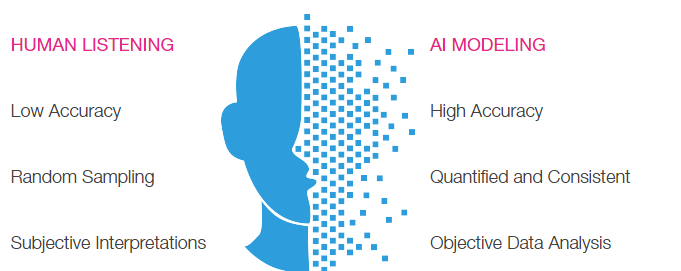 HUMAN LISTENING
Low Accuracy
Random Sampling
Subjective Interpretations
AI MODELING
High Accuracy
Quantified and Consistent
Objective Data Analysis